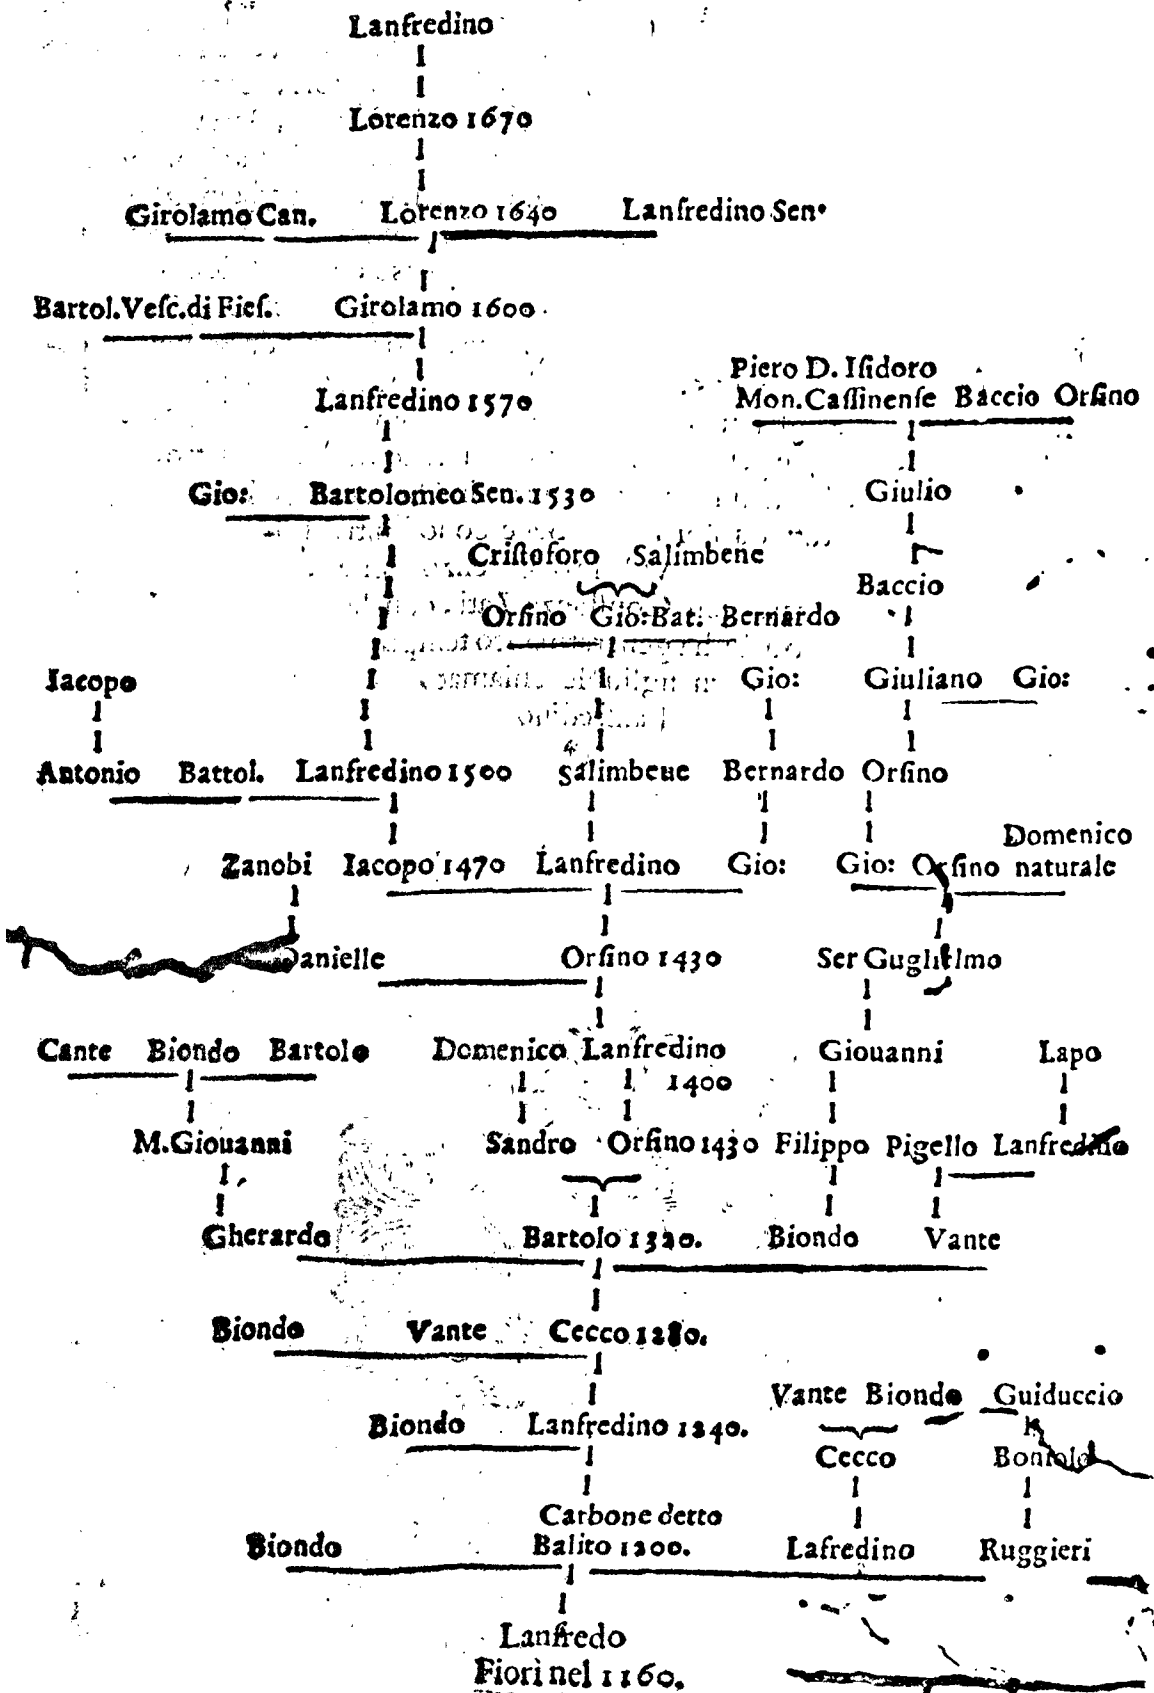 Lanfredino
Lorenzo 1670
Girolamo Can. Lorenzo 1640 Lanfredino Sen.
Bartol. Vesc. di Fies. Girolamo 1600.
Piero D. Isidoro
Lanfredino 1570 Mon. Cassinense Baccio Orsino
Gio: Bartolomeo Sen. 1530 Giulio
Cristoforo Salimbene
Baccio
Orsino Gio: Bat. Bernardo
Iacopo Gio: Giuliano Gio:
Antonio Battol. Lanfredino 1500 Salimbeue Bernardo Orsino
Domenico
Zanobi Iacopo 1470 Lanfredino Gio: Gio: Orsino naturale
Danielle Orsino 1430 Ser Guglielmo
Cante Biondo Bartolo Domenico Lanfredino Giouanni Lapo
1400
M. Giouanni Sandro Orsino 1430 Filippo Pigello Lanfredino
Gherardo Bartolo 1320. Biondo Vante
Biondo Vante Cecco 1280.
Vante Biondo Guiduccio
Biondo Lanfredino 1240.
Cecco
Carbone detto
Biondo Balito 1200. Lafredino Ruggieri
Lanfredo
Fiorì nel 1160.